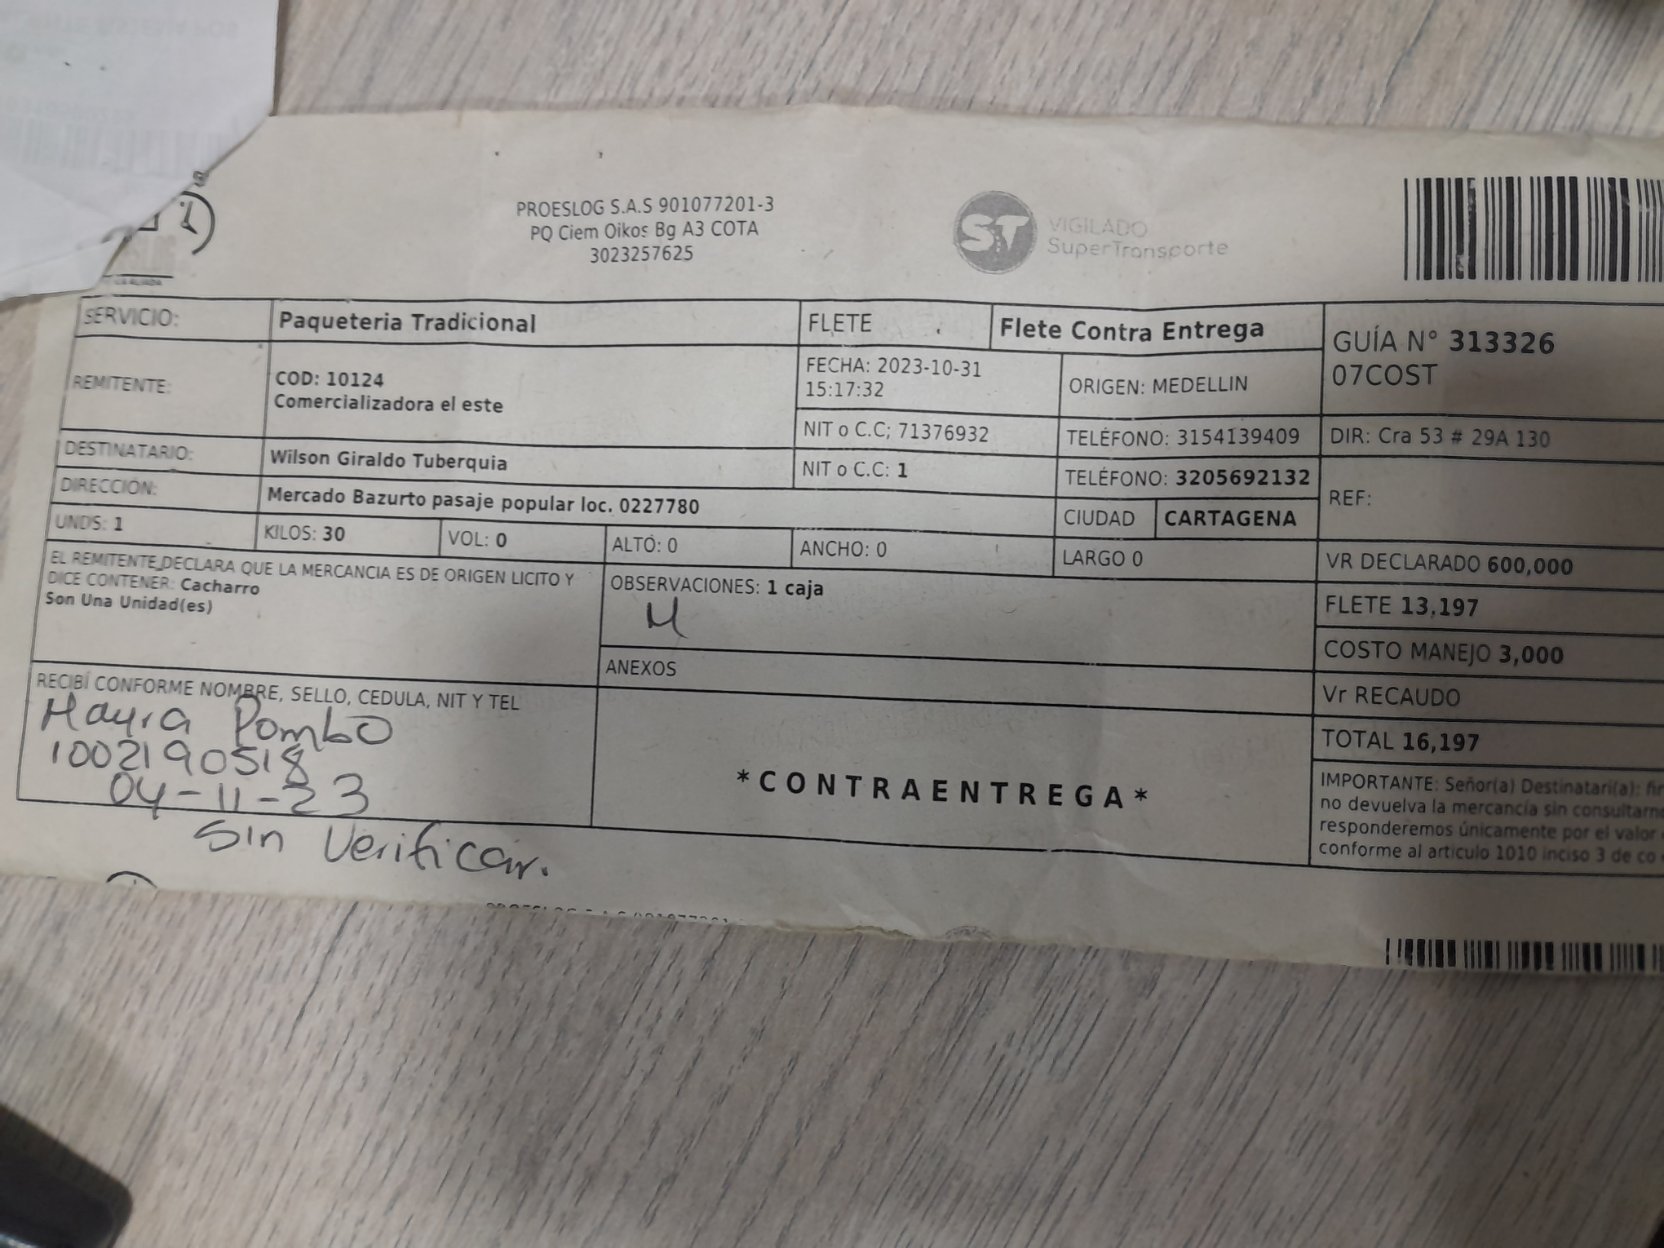 PROESLOG S.A.S 901077201-3
PQ Ciem Oikos Bg A3 COTA
3023257625
ST VIGILADO
SuperTransporte
SERVICIO: Paqueteria Tradicional FLETE Flete Contra Entrega
GUÍA N° 313326
07COST
REMITENTE: COD: 10124
Comercializadora el este
FECHA: 2023-10-31
15:17:32
ORIGEN: MEDELLIN
NIT o C.C; 71376932 TELÉFONO: 3154139409 DIR: Cra 53 # 29A 130
DESTINATARIO: Wilson Giraldo Tuberquia NIT o C.C: 1 TELÉFONO: 3205692132
REF:
DIRECCIÓN: Mercado Bazurto pasaje popular loc. 0227780 CIUDAD CARTAGENA
UNDS: 1 KILOS: 30 VOL: 0 ALTO: 0 ANCHO: 0 LARGO 0 VR DECLARADO 600,000
EL REMITENTE DECLARA QUE LA MERCANCIA ES DE ORIGEN LICITO Y
DICE CONTENER: Cacharro
Son Una Unidad(es)
OBSERVACIONES: 1 caja
FLETE 13,197
COSTO MANEJO 3,000
ANEXOS
Vr RECAUDO
TOTAL 16,197
RECIBÍ CONFORME NOMBRE, SELLO, CEDULA, NIT Y TEL
Mayra Pombo
1002190518
04-11-23
Sin Verificar.
*CONTRAENTREGA*
IMPORTANTE: Señor(a) Destinatari(a):
no devuelva la mercancía sin
responderemos únicamente por el valor
conforme al articulo 1010 inciso 3 de co